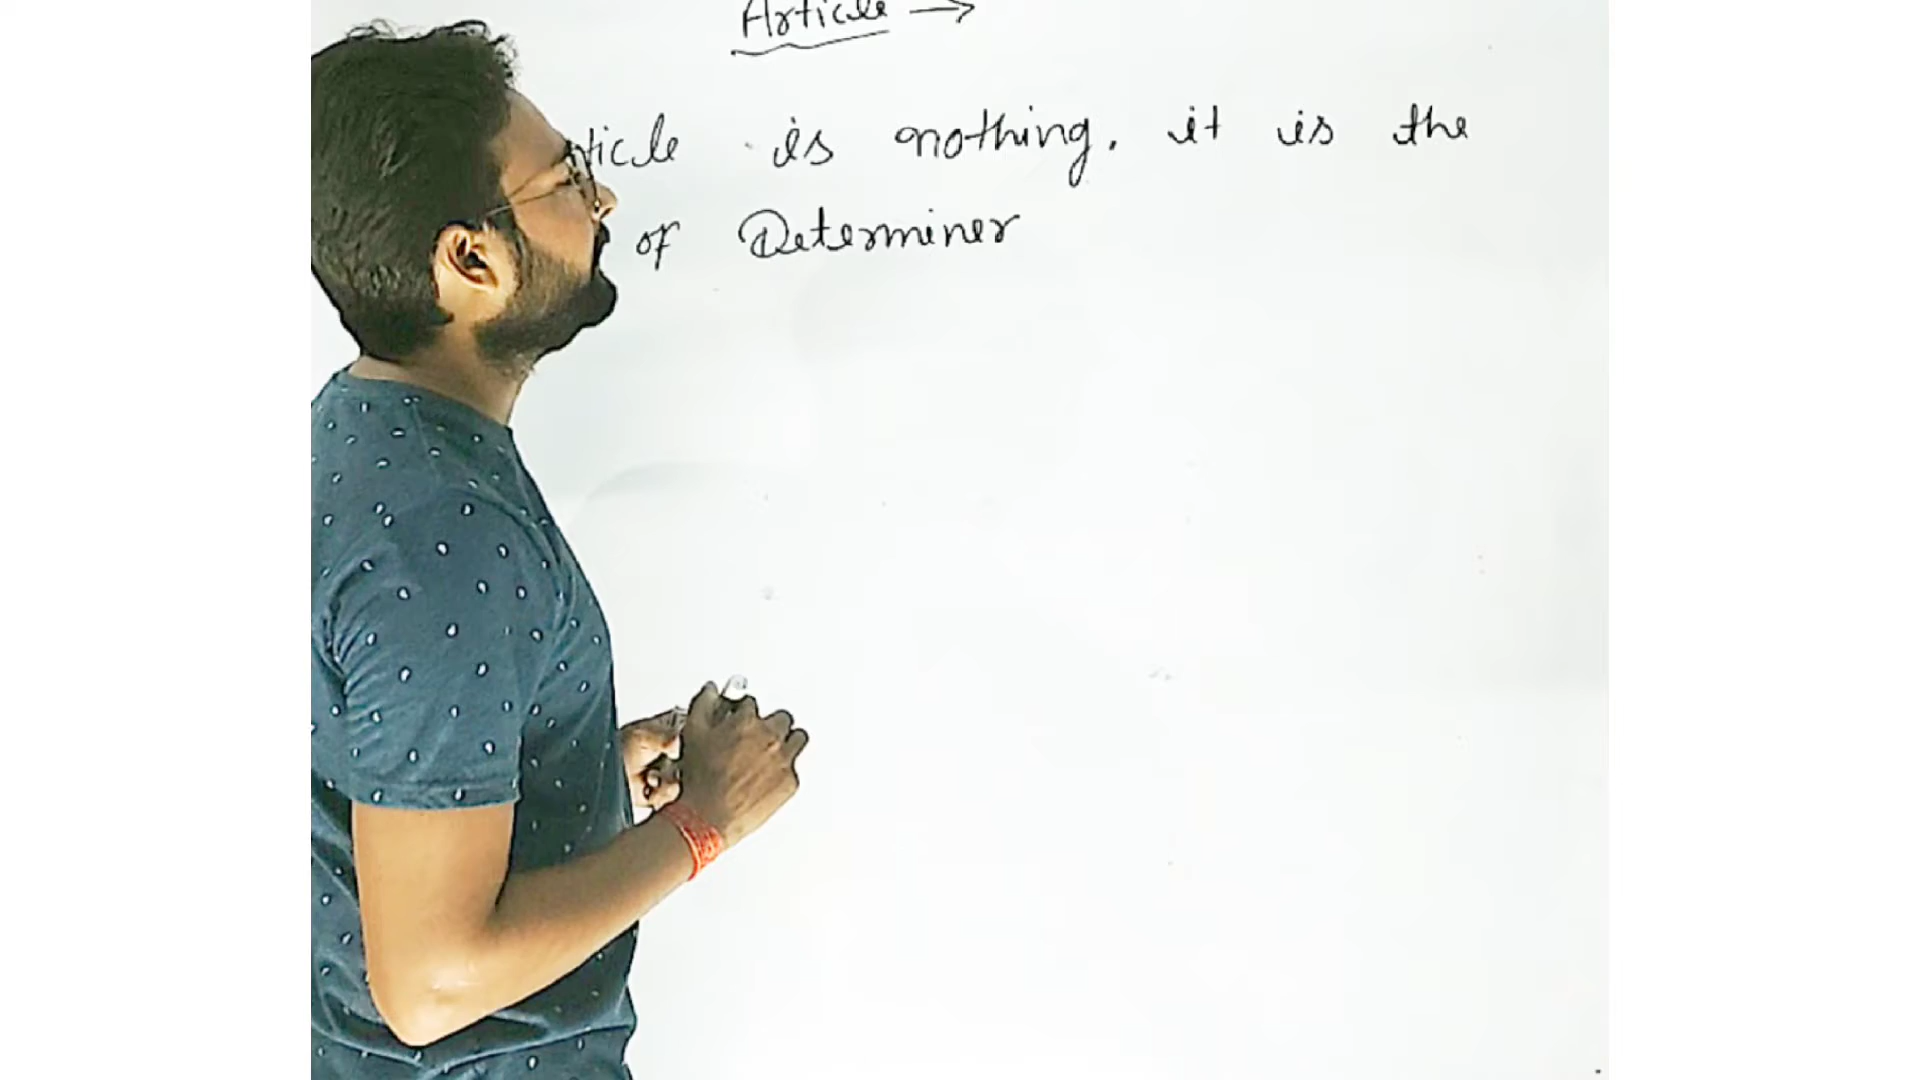 Article →
ticle is nothing. it is the
of Determiner